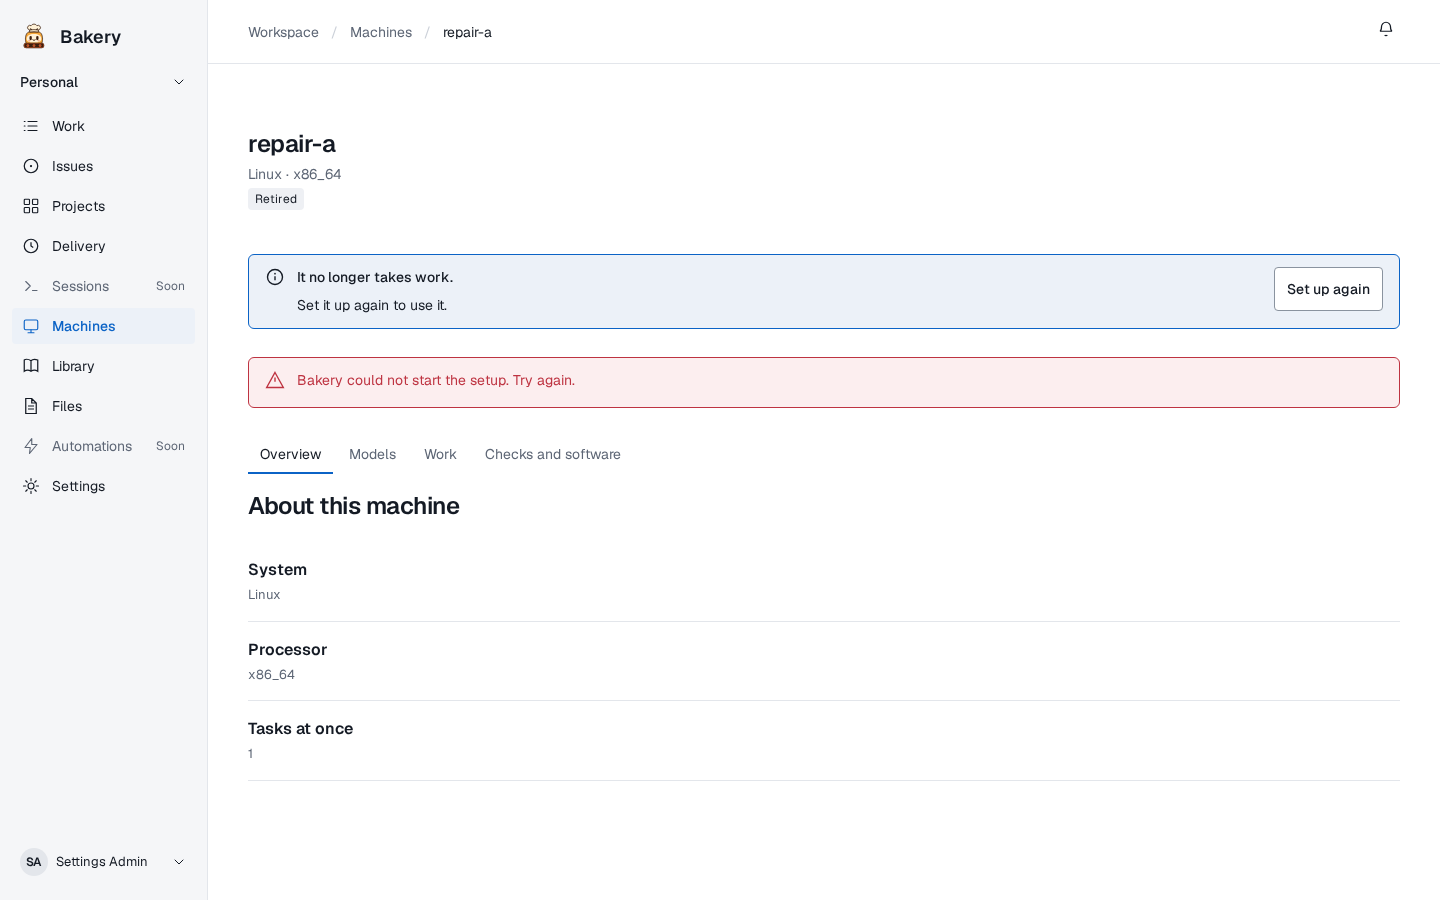 Bakery
Personal
Work
Issues
Projects
Delivery
Sessions Soon
Machines
Library
Files
Automations Soon
Settings
SA Settings Admin
Workspace / Machines / repair-a
repair-a
Linux · x86_64
Retired
It no longer takes work.
Set it up again to use it.
Set up again
Bakery could not start the setup. Try again.
Overview Models Work Checks and software
About this machine
System
Linux
Processor
x86_64
Tasks at once
1